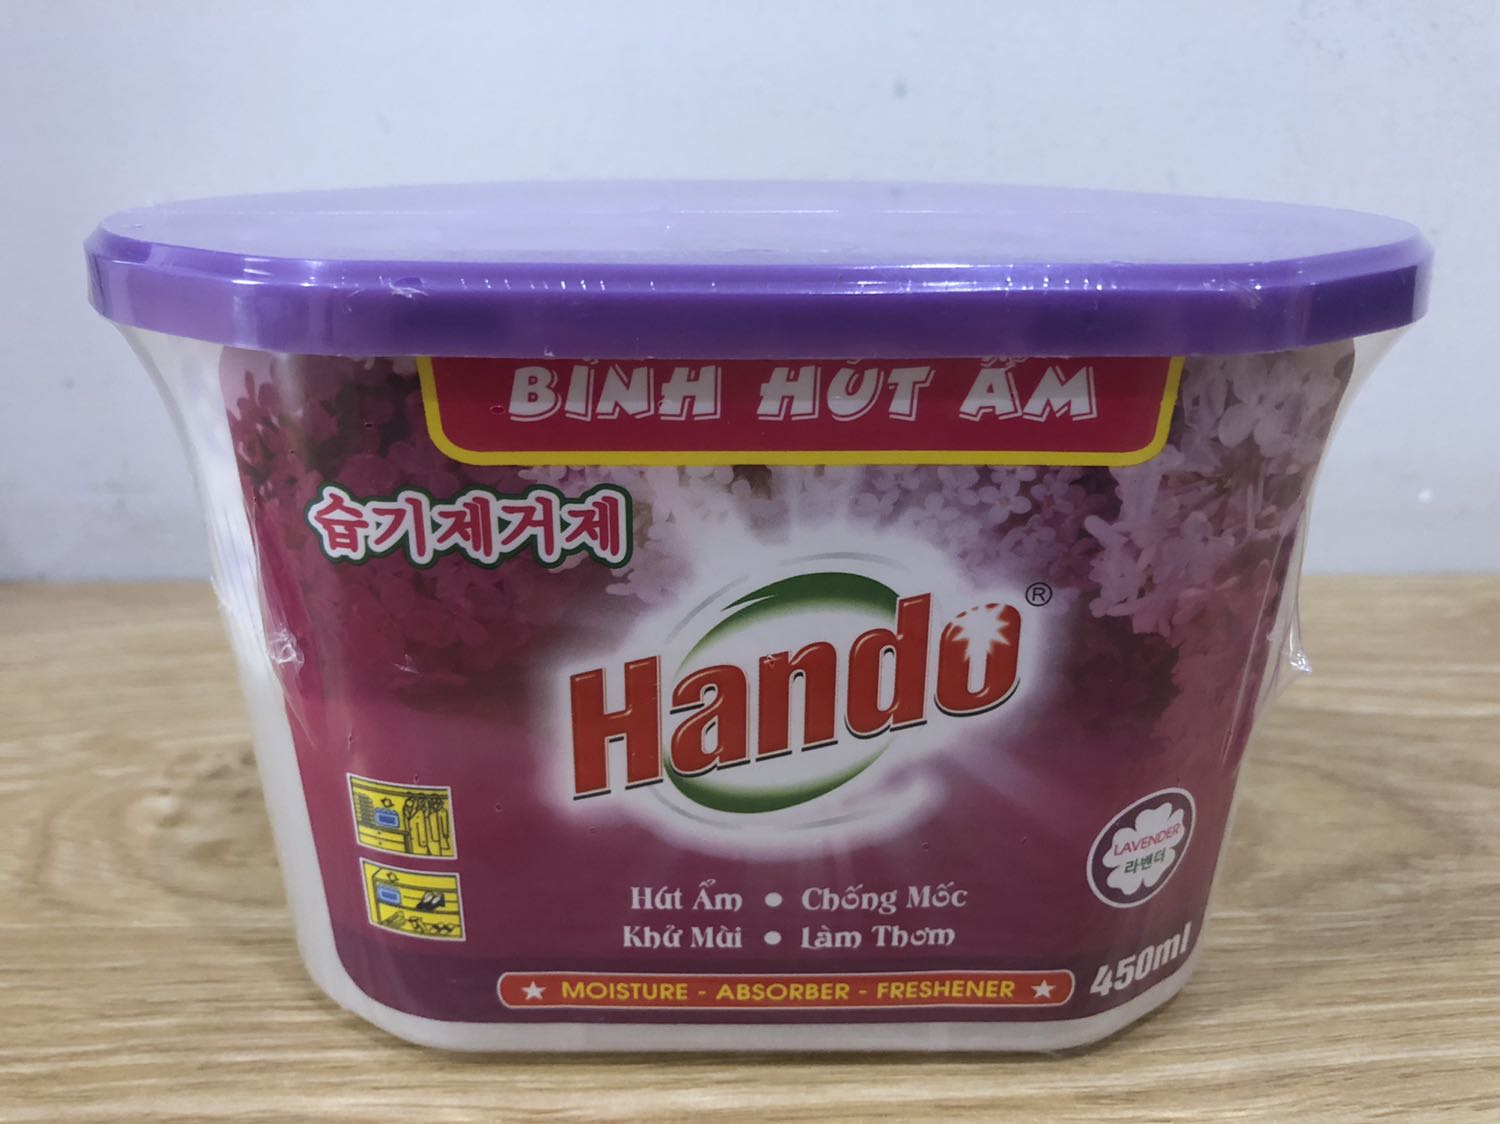 BÌNH HÚT ẨM
습기제거제
Hando®
LAVENDER
라벤더
Hút Ẩm • Chống Mốc
Khử Mùi • Làm Thơm
450ml
★ MOISTURE - ABSORBER - FRESHENER ★